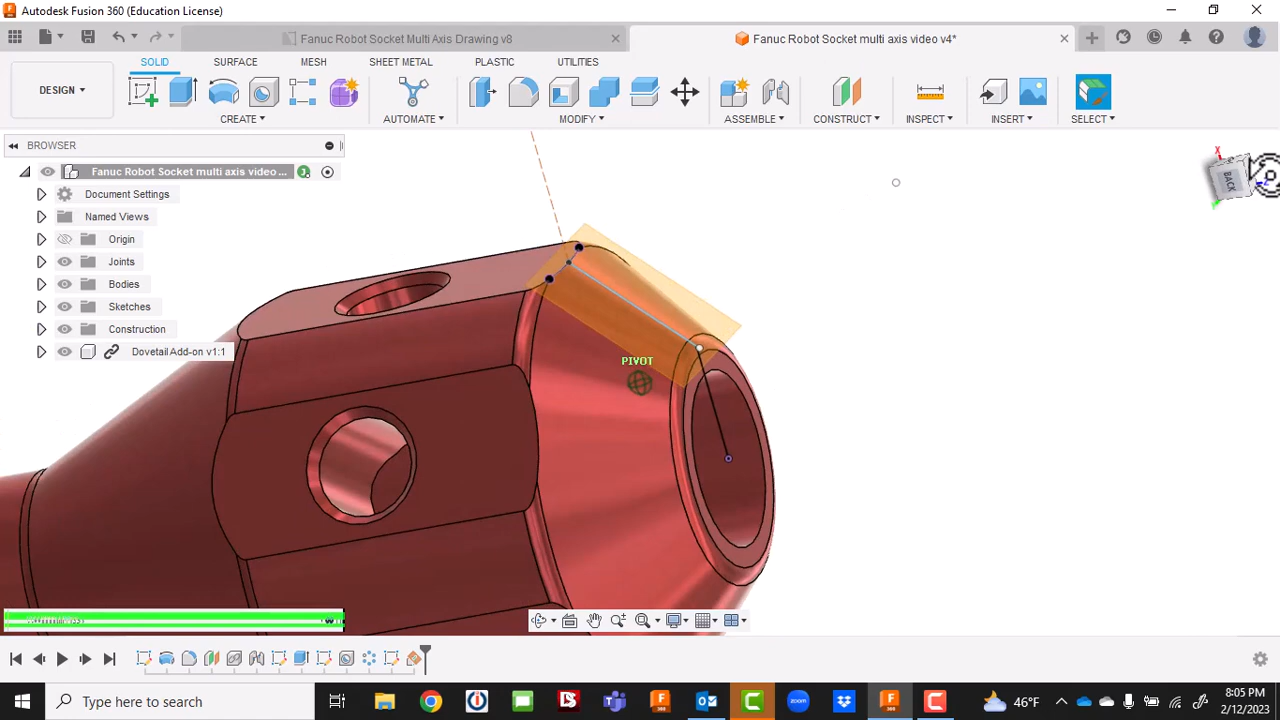 Autodesk Fusion 360 (Education License)
Fanuc Robot Socket Multi Axis Drawing v8
Fanuc Robot Socket multi axis video v4*
SOLID SURFACE MESH SHEET METAL PLASTIC UTILITIES
DESIGN
CREATE AUTOMATE MODIFY ASSEMBLE CONSTRUCT INSPECT INSERT SELECT
BROWSER
Fanuc Robot Socket multi axis video ...
Document Settings
Named Views
Origin
Joints
Bodies
Sketches
Construction
Dovetail Add-on v1:1
X
BACK
PIVOT
Type here to search
46°F
8:05 PM
2/12/2023